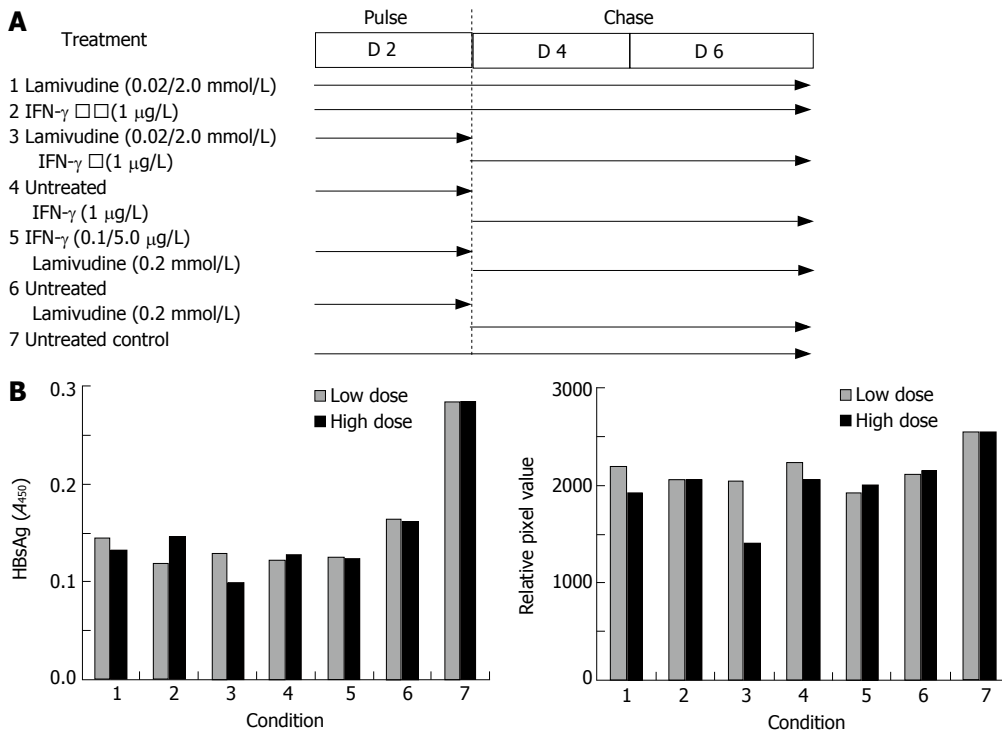 A
Treatment
Pulse
Chase
D 2
D 4
D 6
1 Lamivudine (0.02/2.0 mmol/L)
2 IFN-γ □□(1 μg/L)
3 Lamivudine (0.02/2.0 mmol/L)
IFN-γ □(1 μg/L)
4 Untreated
IFN-γ (1 μg/L)
5 IFN-γ (0.1/5.0 μg/L)
Lamivudine (0.2 mmol/L)
6 Untreated
Lamivudine (0.2 mmol/L)
7 Untreated control
B
HBsAg (A450)
0.3
0.2
0.1
0.0
Low dose
High dose
1 2 3 4 5 6 7
Condition
Relative pixel value
3000
2000
1000
0
Low dose
High dose
1 2 3 4 5 6 7
Condition